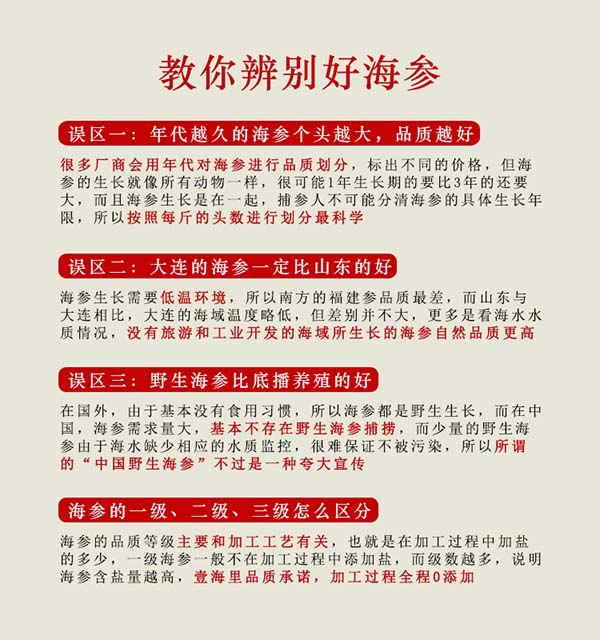 教你辨别好海参
误区一：年代越久的海参个头越大，品质越好
很多厂商会用年代对海参进行品质划分，标出不同的价格，但海
参的生长就像所有动物一样，很可能1年生长期的要比3年的还要
大，而且海参生长是在一起，捕参人不可能分清海参的具体生长年
限，所以按照每斤的头数进行划分最科学
误区二：大连的海参一定比山东的好
海参生长需要低温环境，所以南方的福建参品质最差，而山东与
大连相比，大连的海域温度略低，但差别并不大，更多是看海水水
质情况，没有旅游和工业开发的海域所生长的海参自然品质更高
误区三：野生海参比底播养殖的好
在国外，由于基本没有食用习惯，所以海参都是野生生长，而在中
国，海参需求量大，基本不存在野生海参捕捞，而少量的野生海
参由于海水缺少相应的水质监控，很难保证不被污染，所以所谓
的“中国野生海参”不过是一种夸大宣传
海参的一级、二级、三级怎么区分
海参的品质等级主要和加工工艺有关，也就是在加工过程中加盐
的多少，一级海参一般不在加工过程中添加盐，而级数越多，说明
海参含盐量越高，壹海里品质承诺，加工过程全程0添加